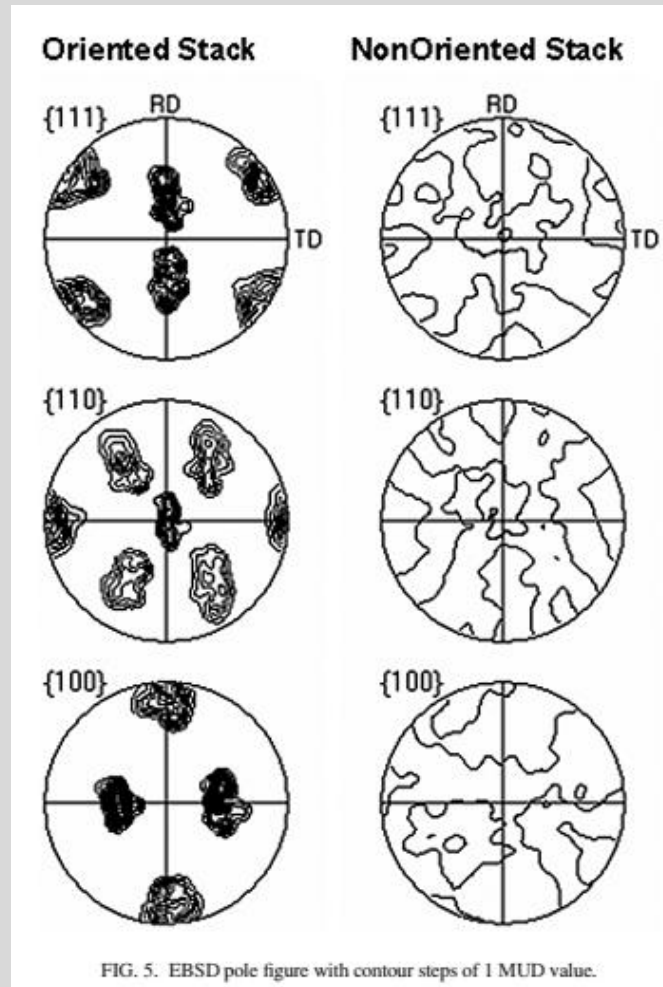 Oriented Stack NonOriented Stack
{111} RD {111} RD
TD TD
{110} {110}
{100} {100}
FIG. 5. EBSD pole figure with contour steps of 1 MUD value.